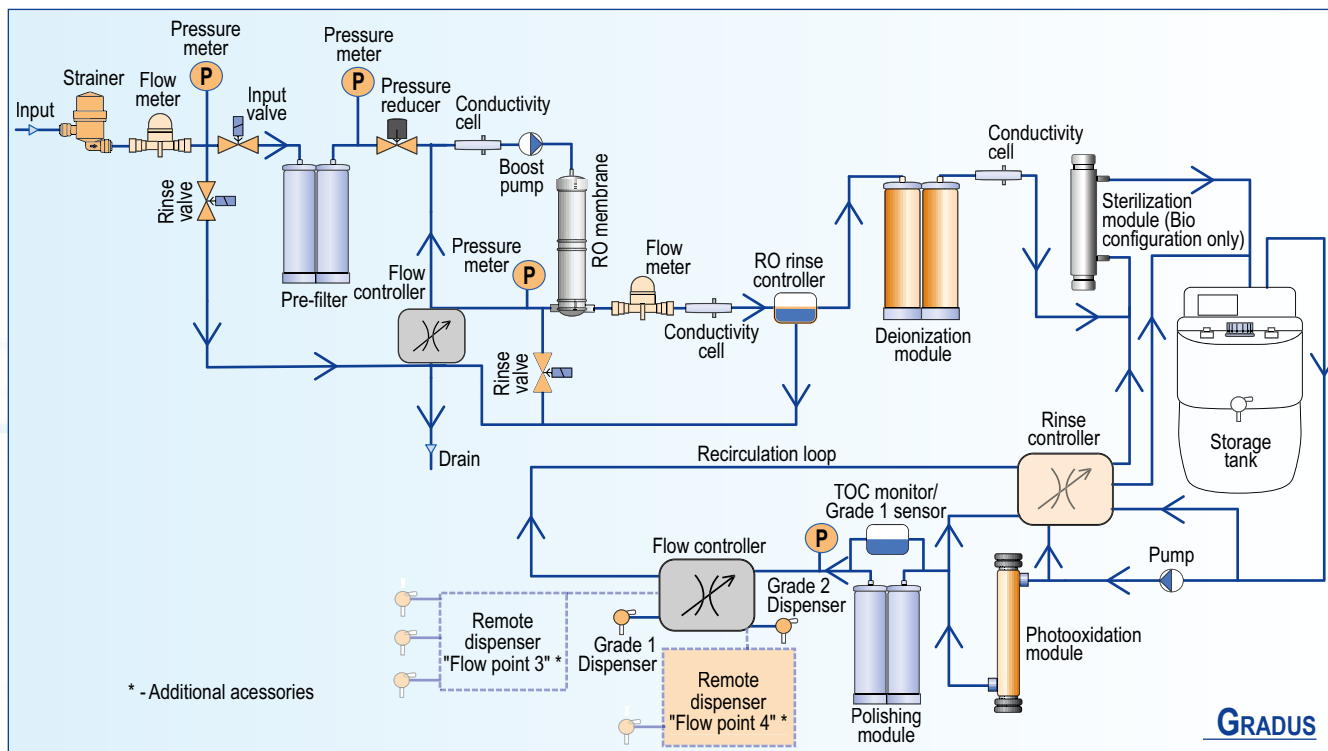 Pressure
meter
P
Strainer
Flow
meter
Input
Input
valve
Rinse
valve
Pre-filter
Pressure
meter
P
Pressure
reducer
Conductivity
cell
Boost
pump
RO membrane
Flow
controller
Pressure
meter
P
Rinse
valve
Drain
Flow
meter
Conductivity
cell
RO rinse
controller
Deionization
module
Conductivity
cell
Sterilization
module (Bio
configuration only)
Storage
tank
Rinse
controller
Recirculation loop
TOC monitor/
Grade 1 sensor
P
Pump
Flow controller
Grade 2
Dispenser
Grade 1
Dispenser
Remote
dispenser
"Flow point 3" *
Remote
dispenser
"Flow point 4" *
Polishing
module
Photooxidation
module
* - Additional acessories
GRADUS